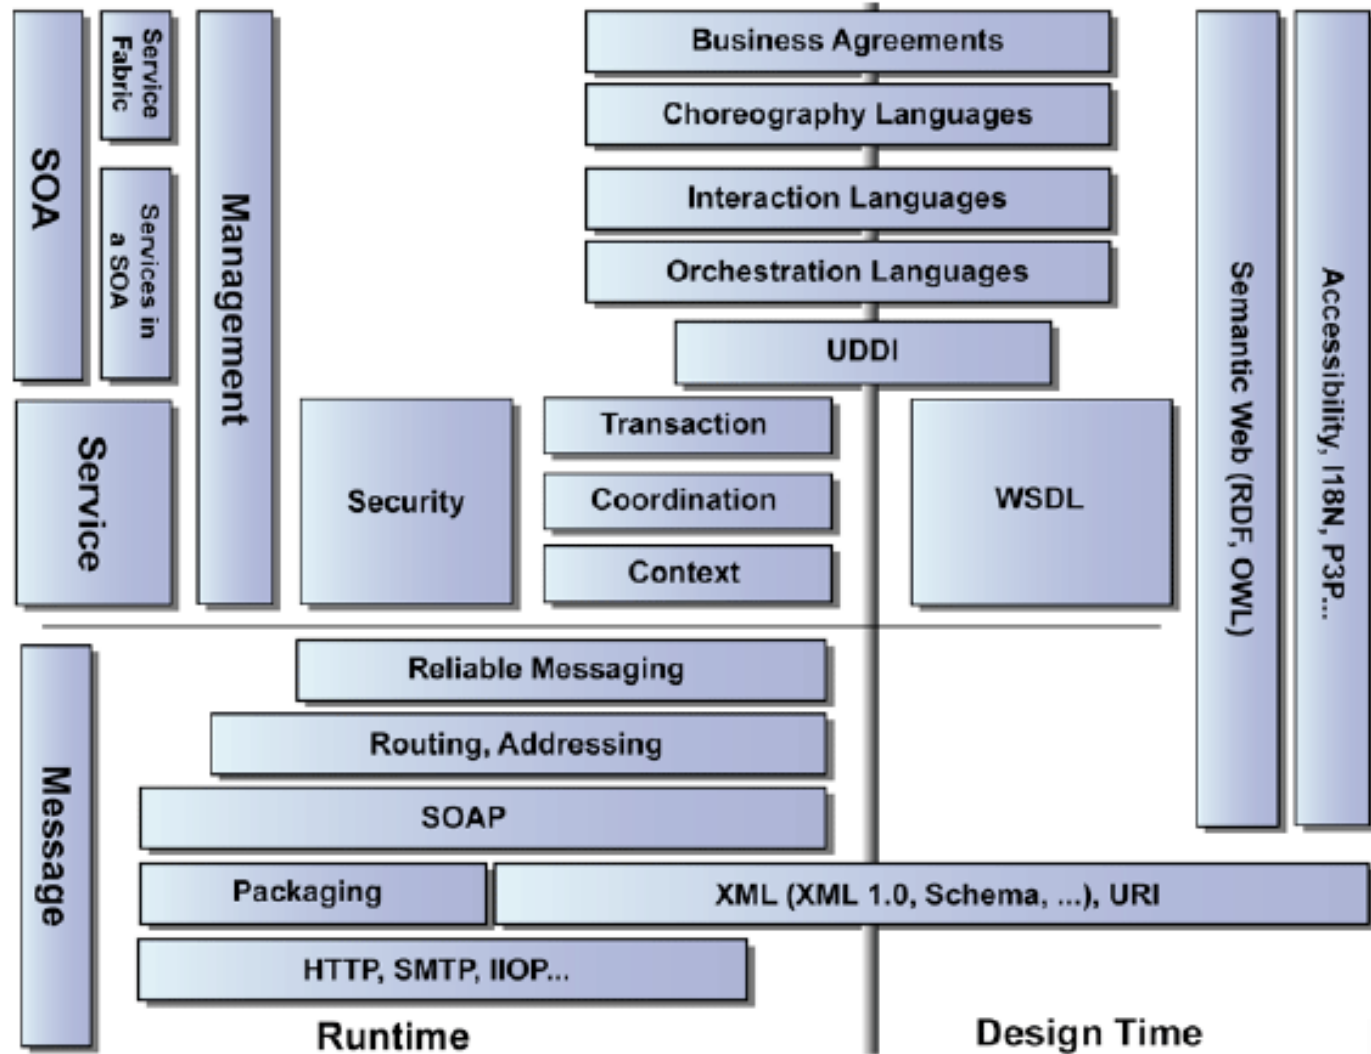 SOA
Service
Fabric
Services in
a SOA
Management
Service
Message
Business Agreements
Choreography Languages
Interaction Languages
Orchestration Languages
UDDI
Security
Transaction
Coordination
Context
WSDL
Semantic Web (RDF, OWL)
Accessibility, I18N, P3P...
Reliable Messaging
Routing, Addressing
SOAP
Packaging
XML (XML 1.0, Schema, ...), URI
HTTP, SMTP, IIOP...
Runtime
Design Time